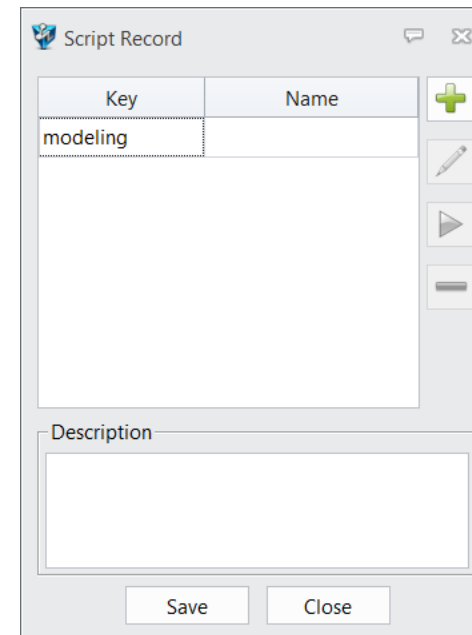 Script Record
Key Name
modeling
Description
Save Close